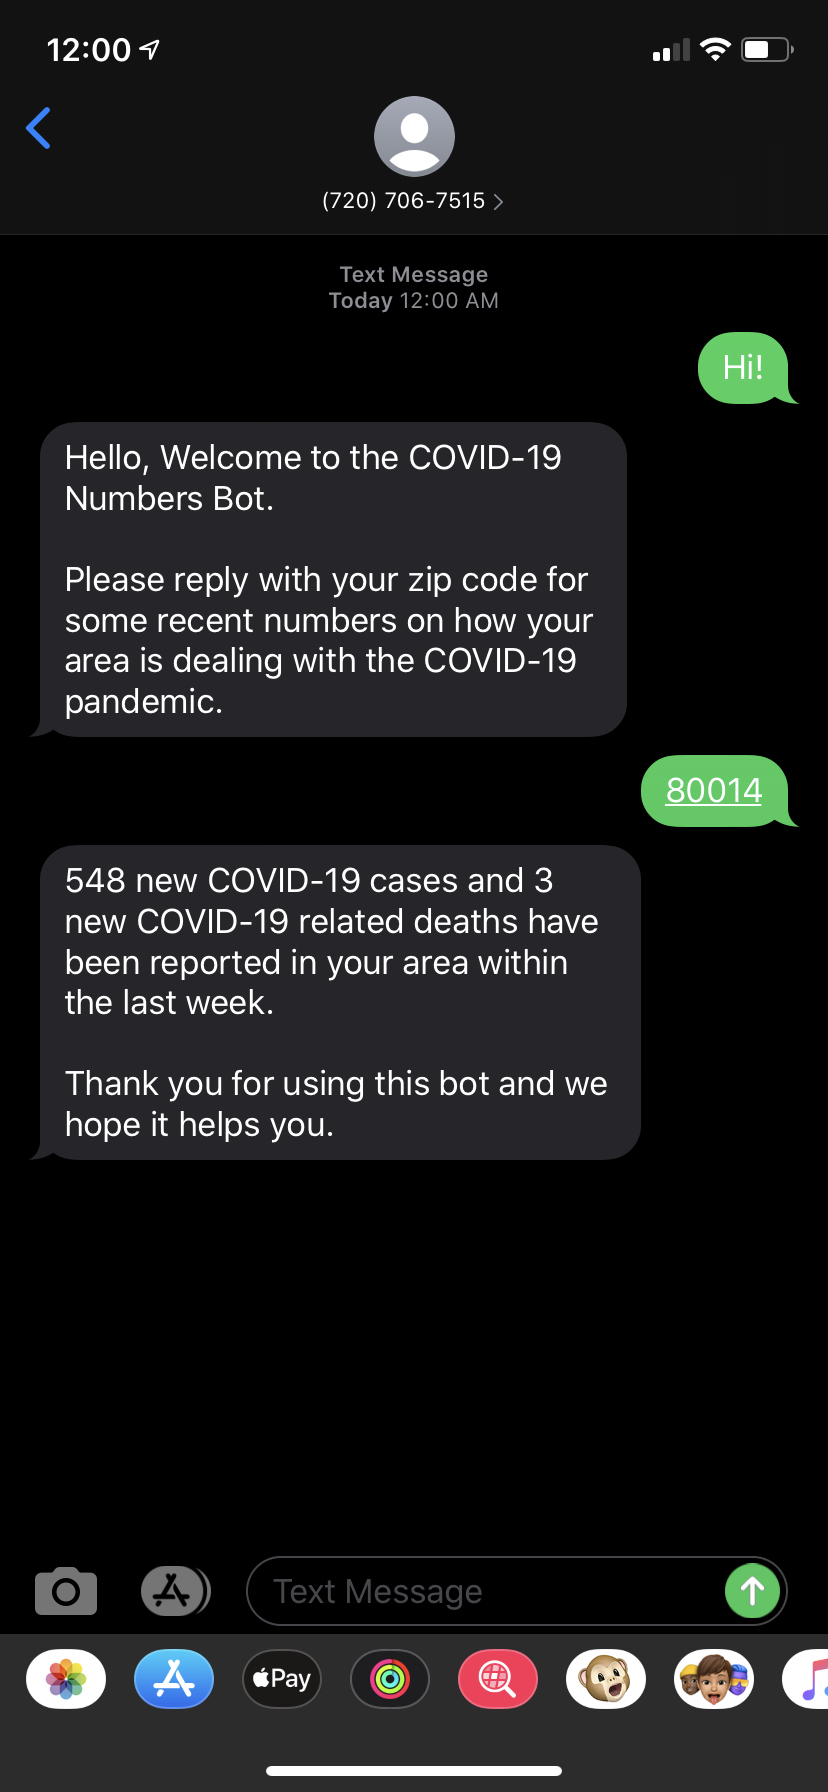 12:00
(720) 706-7515
Text Message
Today 12:00 AM
Hi!
Hello, Welcome to the COVID-19
Numbers Bot.
Please reply with your zip code for
some recent numbers on how your
area is dealing with the COVID-19
pandemic.
80014
548 new COVID-19 cases and 3
new COVID-19 related deaths have
been reported in your area within
the last week.
Thank you for using this bot and we
hope it helps you.
Text Message
Pay